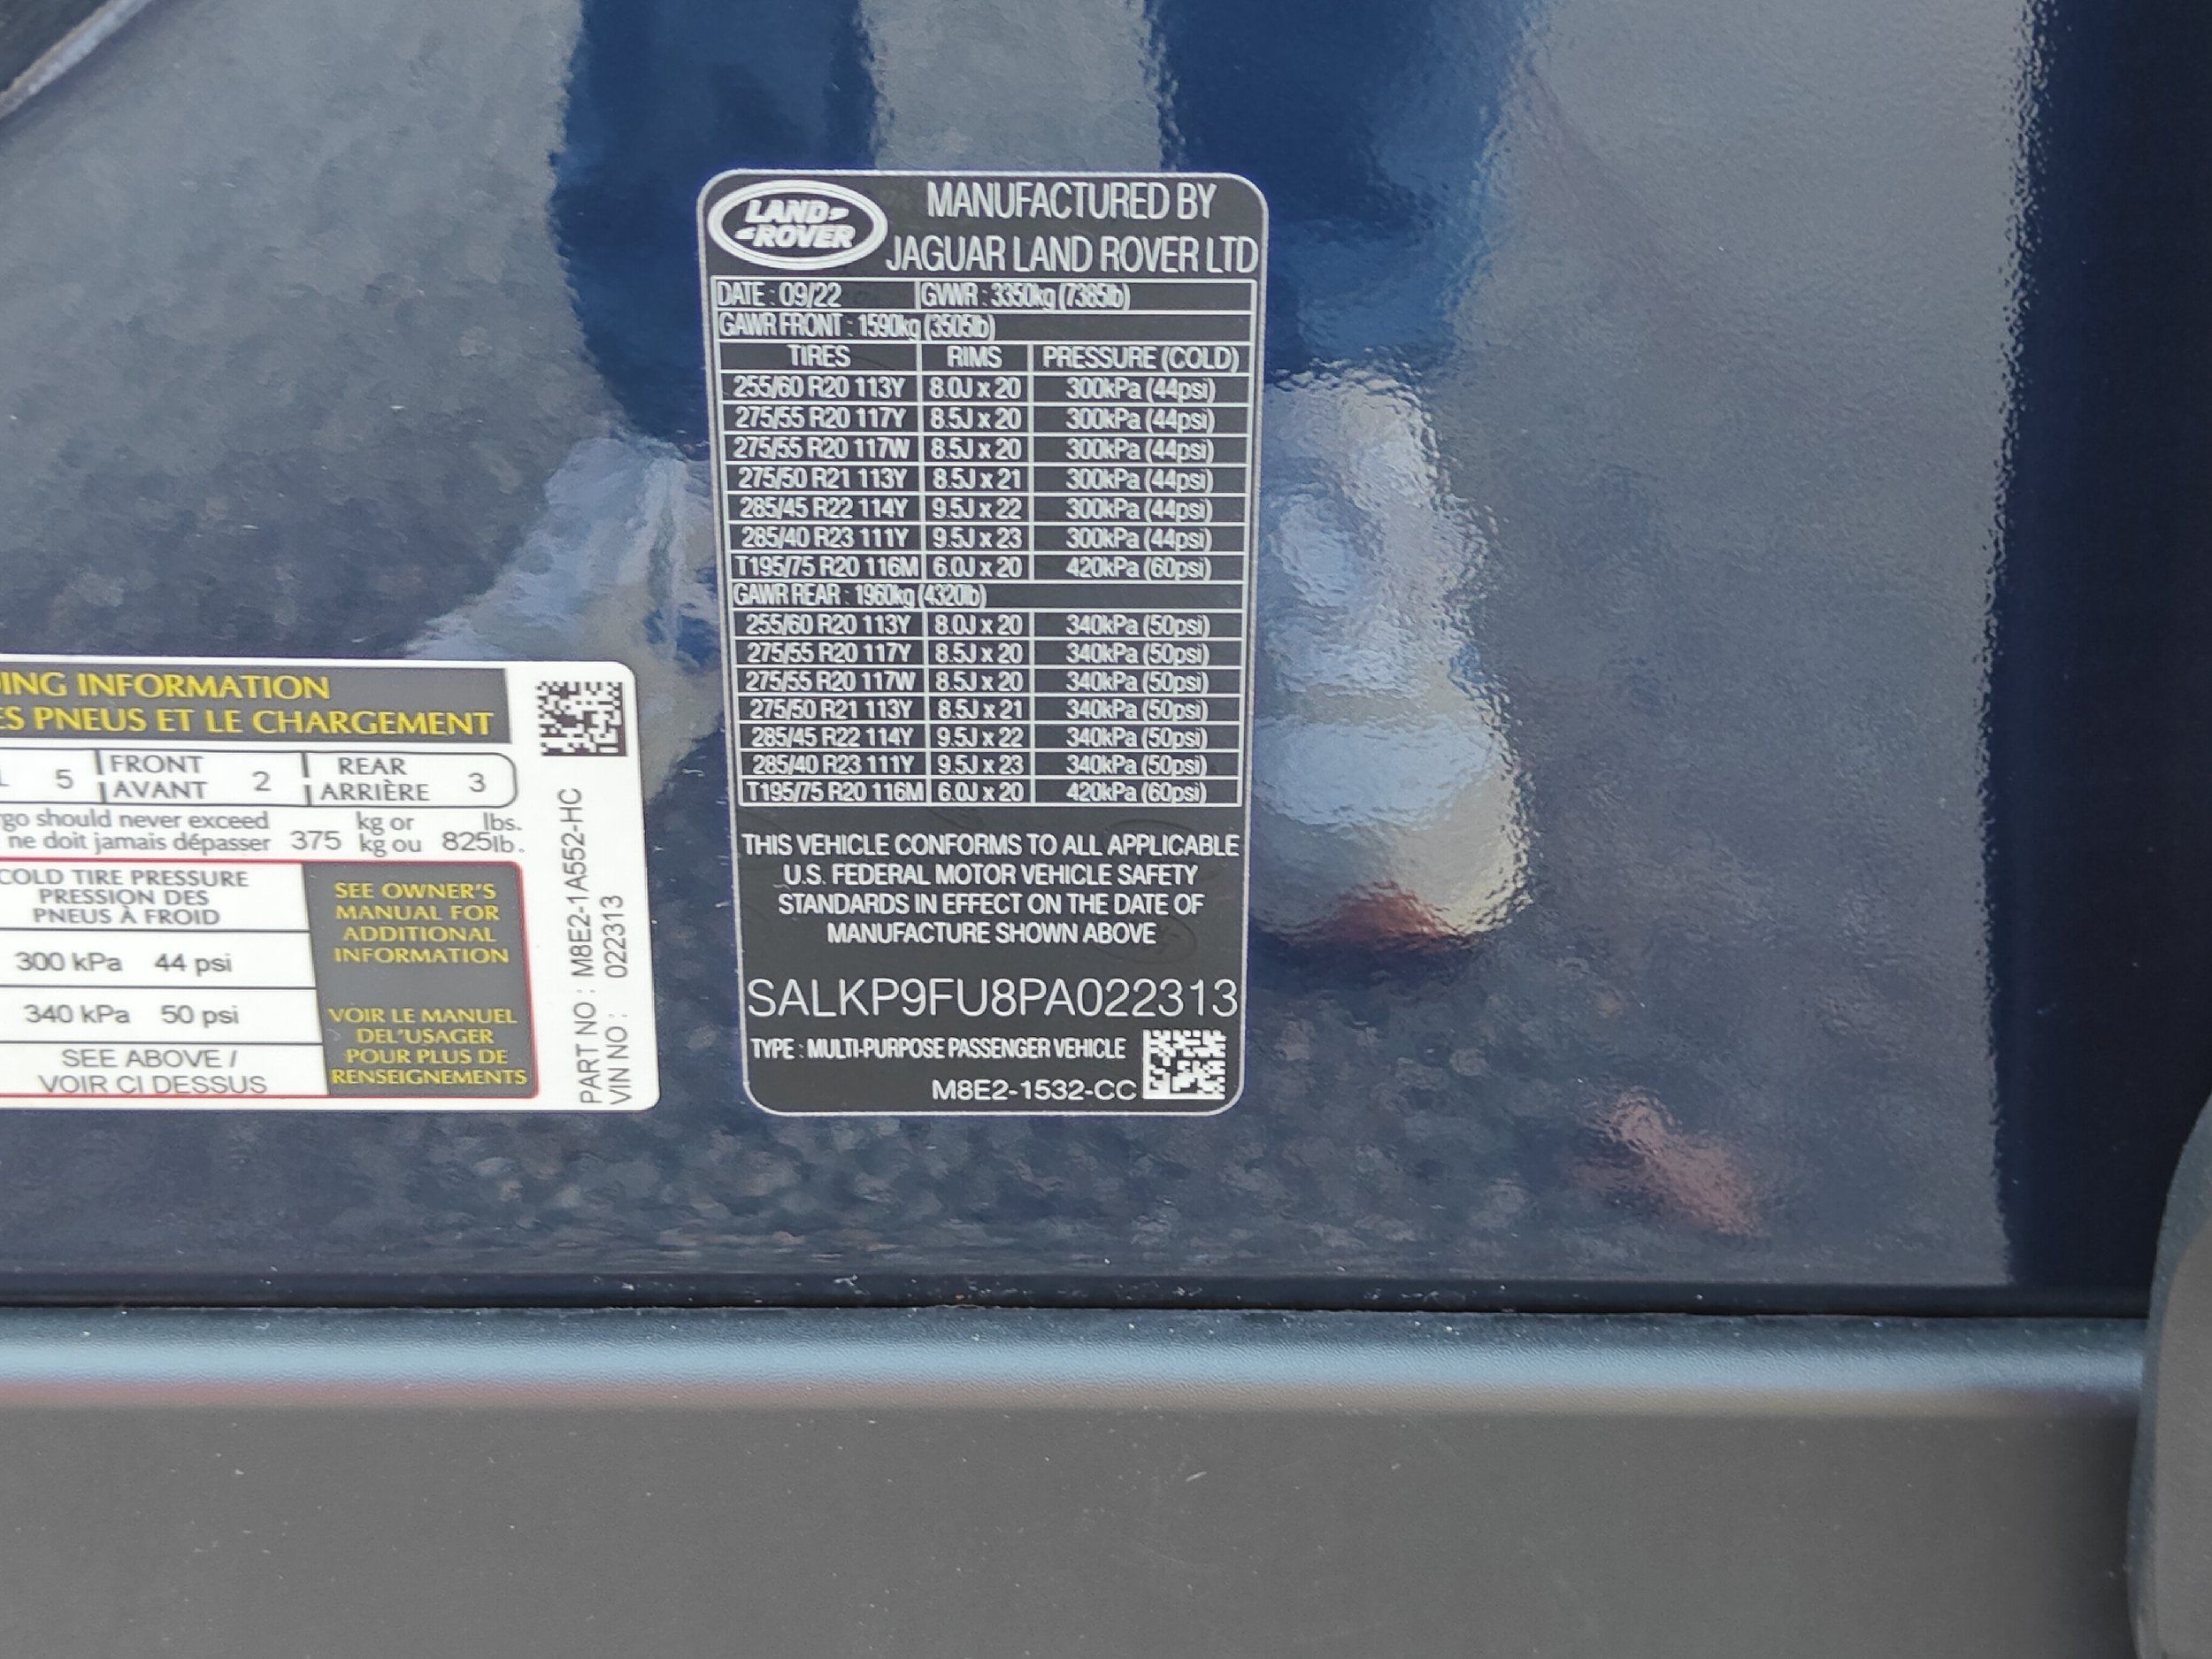 LAND-
-ROVER
MANUFACTURED BY
JAGUAR LAND ROVER LTD
DATE : 09/22 GVWR : 3350kg (7385lb)
GAWR FRONT : 1590kg (3505lb)
TIRES RIMS PRESSURE (COLD)
255/60 R20 113Y 8.0J x 20 300kPa (44psi)
275/55 R20 117Y 8.5J x 20 300kPa (44psi)
275/55 R20 117W 8.5J x 20 300kPa (44psi)
275/50 R21 113Y 8.5J x 21 300kPa (44psi)
285/45 R22 114Y 9.5J x 22 300kPa (44psi)
285/40 R23 111Y 9.5J x 23 300kPa (44psi)
T195/75 R20 116M 6.0J x 20 420kPa (60psi)
GAWR REAR : 1960kg (4320lb)
255/60 R20 113Y 8.0J x 20 340kPa (50psi)
275/55 R20 117Y 8.5J x 20 340kPa (50psi)
275/55 R20 117W 8.5J x 20 340kPa (50psi)
275/50 R21 113Y 8.5J x 21 340kPa (50psi)
285/45 R22 114Y 9.5J x 22 340kPa (50psi)
285/40 R23 111Y 9.5J x 23 340kPa (50psi)
T195/75 R20 116M 6.0J x 20 420kPa (60psi)
THIS VEHICLE CONFORMS TO ALL APPLICABLE
U.S. FEDERAL MOTOR VEHICLE SAFETY
STANDARDS IN EFFECT ON THE DATE OF
MANUFACTURE SHOWN ABOVE
SALKP9FU8PA022313
TYPE : MULTI-PURPOSE PASSENGER VEHICLE
M8E2-1532-CC
ING INFORMATION
ES PNEUS ET LE CHARGEMENT
5 FRONT 2 REAR 3
AVANT ARRIÈRE
rgo should never exceed 375 kg or 825 lbs.
ne doit jamais dépasser kg ou lb.
COLD TIRE PRESSURE
PRESSION DES
PNEUS À FROID
300 kPa 44 psi
340 kPa 50 psi
SEE ABOVE /
VOIR CI DESSUS
SEE OWNER'S
MANUAL FOR
ADDITIONAL
INFORMATION
VOIR LE MANUEL
DEL'USAGER
POUR PLUS DE
RENSEIGNEMENTS
PART NO : M8E2-1A552-HC
VIN NO : 022313